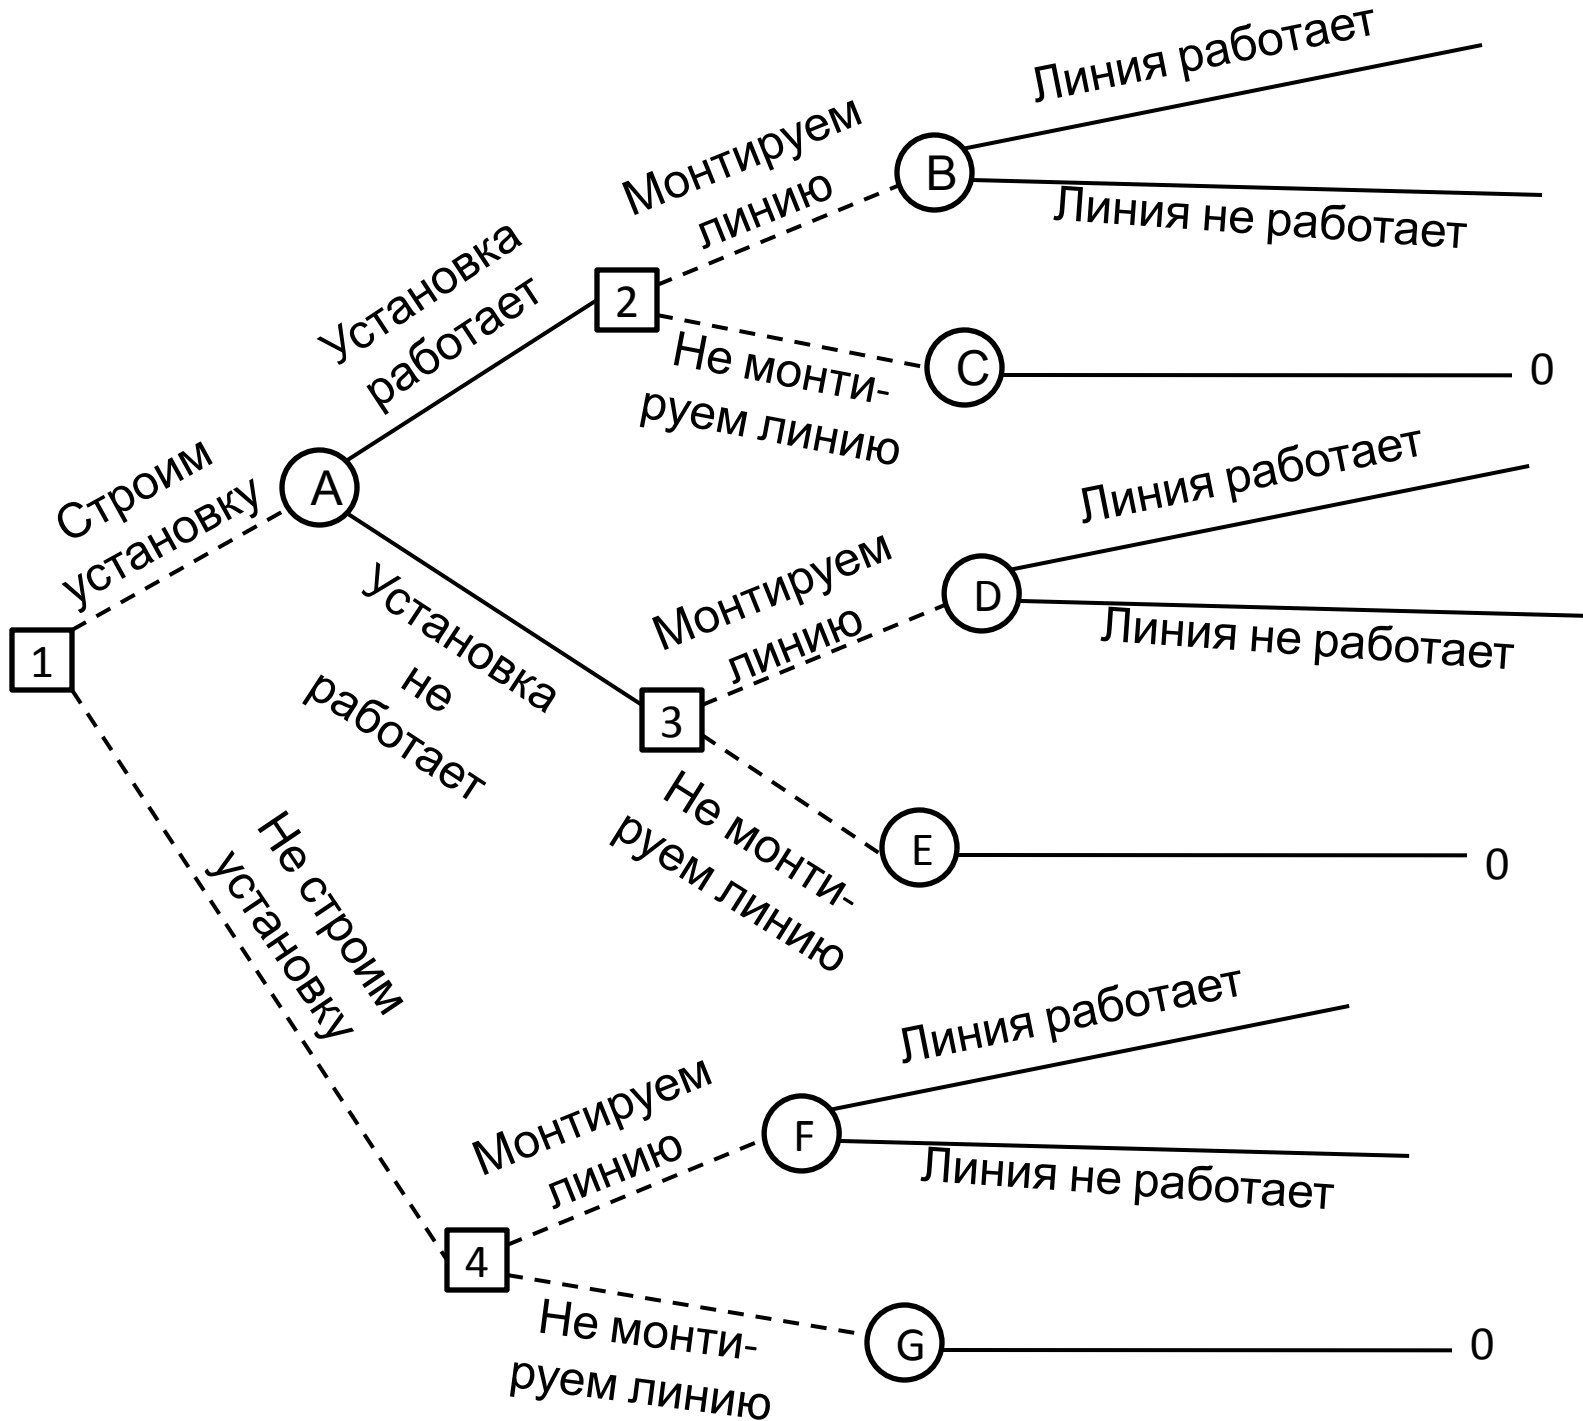 Линия работает
Монтируем
линию
B
Линия не работает
Установка
работает
2
Не монти-
руем линию
C
0
Строим
установку
A
Линия работает
Монтируем
линию
D
Линия не работает
Установка
не
работает
1
3
Не монти-
руем линию
E
0
Не строим
установку
Линия работает
Монтируем
линию
F
Линия не работает
4
Не монти-
руем линию
G
0